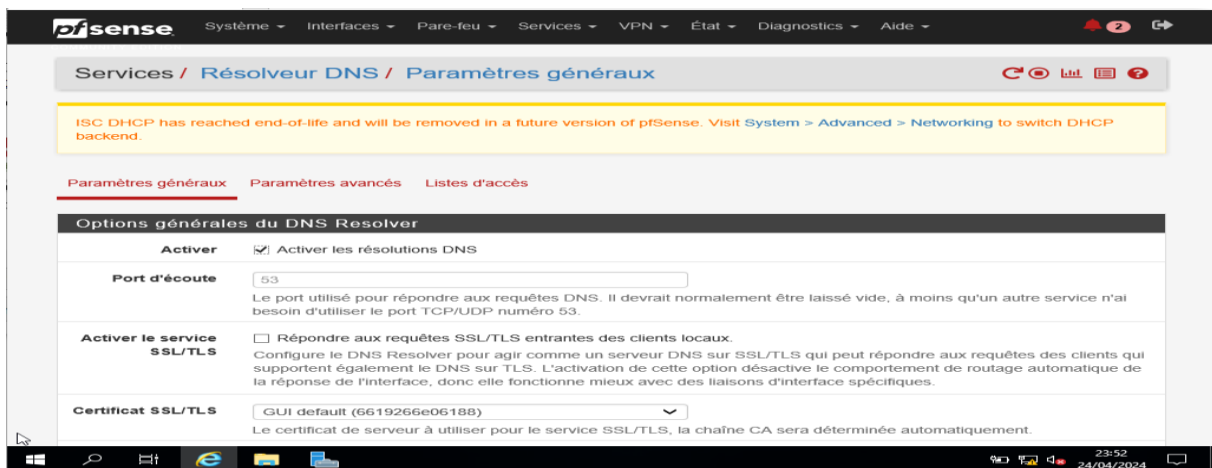 pfsense Système Interfaces Pare-feu Services VPN État Diagnostics Aide 2
Services / Résolveur DNS / Paramètres généraux
ISC DHCP has reached end-of-life and will be removed in a future version of pfSense. Visit System > Advanced > Networking to switch DHCP
backend.
Paramètres généraux Paramètres avancés Listes d'accès
Options générales du DNS Resolver
Activer Activer les résolutions DNS
Port d'écoute 53
Le port utilisé pour répondre aux requêtes DNS. Il devrait normalement être laissé vide, à moins qu'un autre service n'ai
besoin d'utiliser le port TCP/UDP numéro 53.
Activer le service
SSL/TLS
Répondre aux requêtes SSL/TLS entrantes des clients locaux.
Configure le DNS Resolver pour agir comme un serveur DNS sur SSL/TLS qui peut répondre aux requêtes des clients qui
supportent également le DNS sur TLS. L'activation de cette option désactive le comportement de routage automatique de
la réponse de l'interface, donc elle fonctionne mieux avec des liaisons d'interface spécifiques.
Certificat SSL/TLS GUI default (6619266e06188)
Le certificat de serveur à utiliser pour le service SSL/TLS, la chaîne CA sera déterminée automatiquement.
23:52
24/04/2024